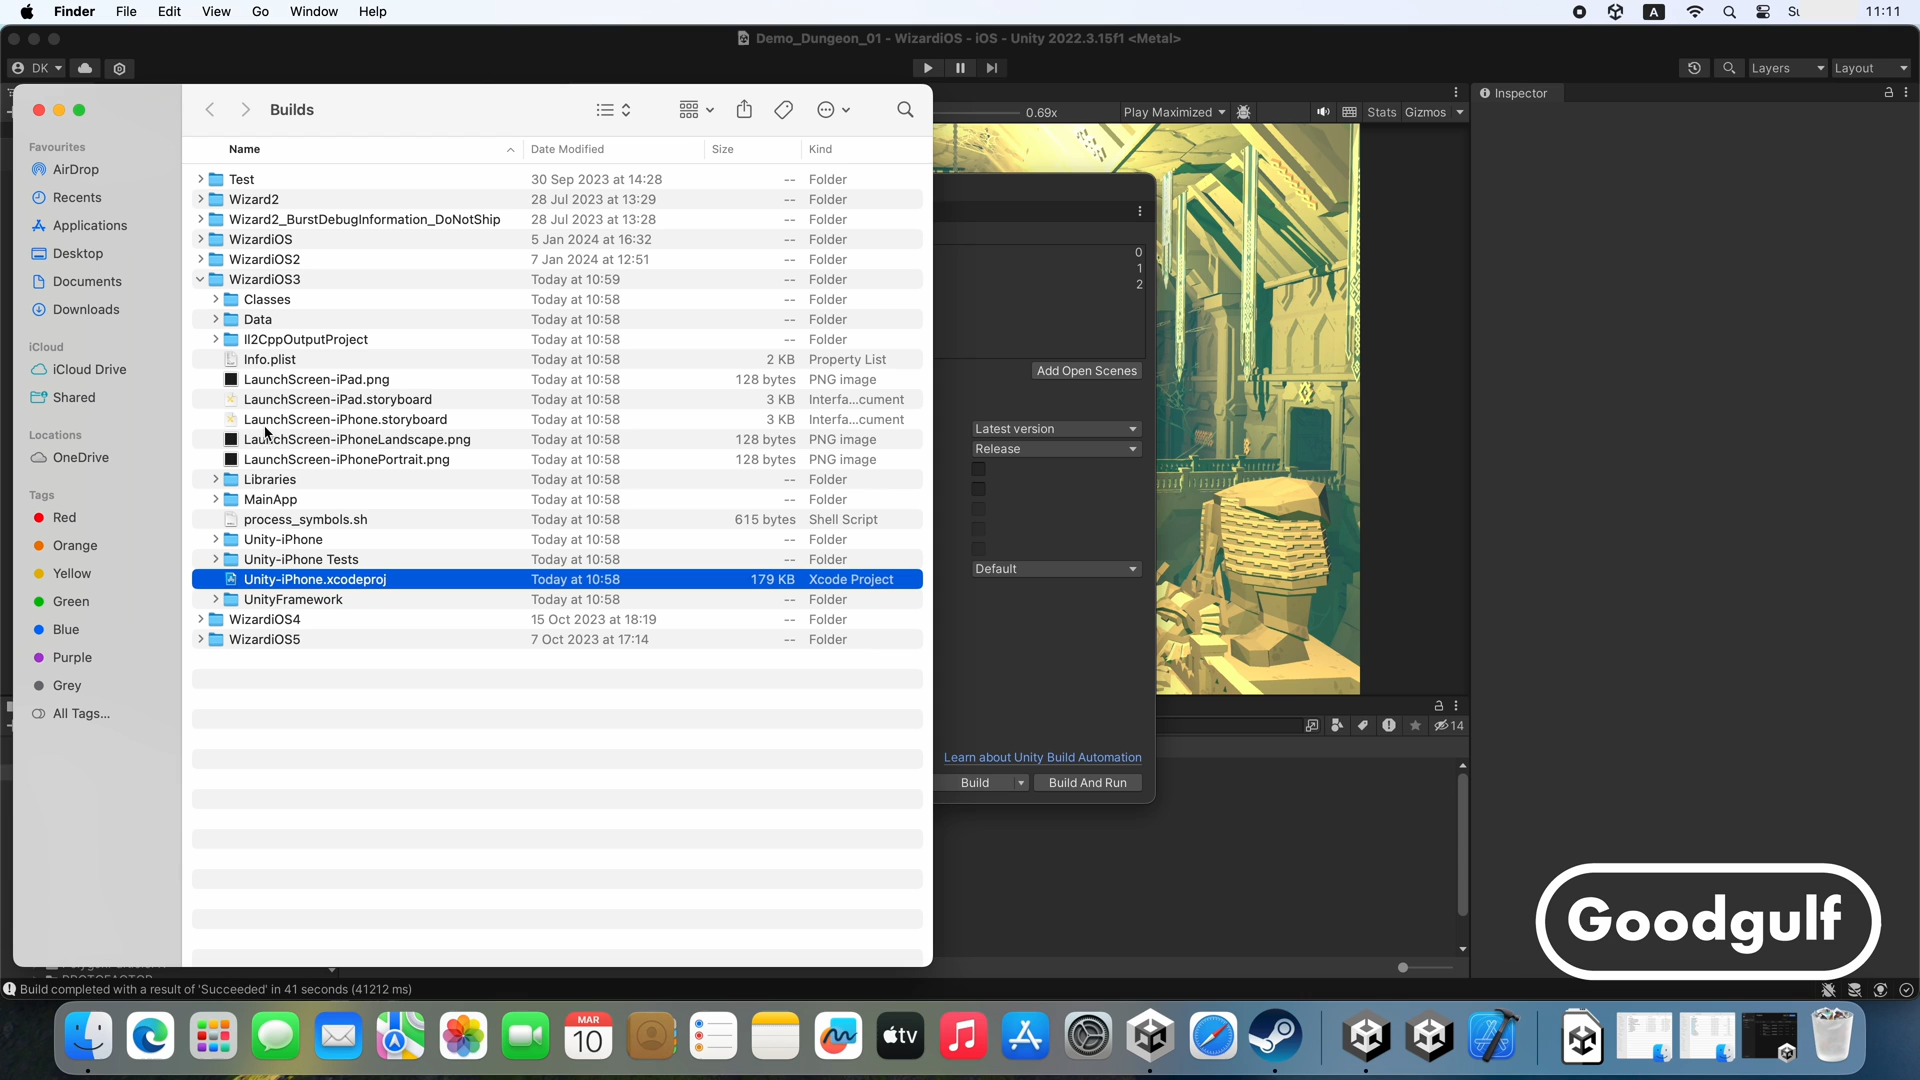 Finder File Edit View Go Window Help A 11:11
Demo_Dungeon_01 - WizardiOS - iOS - Unity 2022.3.15f1 <Metal>
DK Layers Layout
Builds
0.69x Play Maximized Stats Gizmos
Inspector
Favourites
AirDrop
Recents
Applications
Desktop
Documents
Downloads
iCloud
iCloud Drive
Shared
Locations
OneDrive
Tags
Red
Orange
Yellow
Green
Blue
Purple
Grey
All Tags...
Name Date Modified Size Kind
Test 30 Sep 2023 at 14:28 -- Folder
Wizard2 28 Jul 2023 at 13:29 -- Folder
Wizard2_BurstDebugInformation_DoNotShip 28 Jul 2023 at 13:28 -- Folder
WizardiOS 5 Jan 2024 at 16:32 -- Folder
WizardiOS2 7 Jan 2024 at 12:51 -- Folder
WizardiOS3 Today at 10:59 -- Folder
Classes Today at 10:58 -- Folder
Data Today at 10:58 -- Folder
Il2CppOutputProject Today at 10:58 -- Folder
Info.plist Today at 10:58 2 KB Property List
LaunchScreen-iPad.png Today at 10:58 128 bytes PNG image
LaunchScreen-iPad.storyboard Today at 10:58 3 KB Interfa...cument
LaunchScreen-iPhone.storyboard Today at 10:58 3 KB Interfa...cument
LaunchScreen-iPhoneLandscape.png Today at 10:58 128 bytes PNG image
LaunchScreen-iPhonePortrait.png Today at 10:58 128 bytes PNG image
Libraries Today at 10:58 -- Folder
MainApp Today at 10:58 -- Folder
process_symbols.sh Today at 10:58 615 bytes Shell Script
Unity-iPhone Today at 10:58 -- Folder
Unity-iPhone Tests Today at 10:58 -- Folder
Unity-iPhone.xcodeproj Today at 10:58 179 KB Xcode Project
UnityFramework Today at 10:58 -- Folder
WizardiOS4 15 Oct 2023 at 18:19 -- Folder
WizardiOS5 7 Oct 2023 at 17:14 -- Folder
0
1
2
Add Open Scenes
Latest version
Release
Default
Learn about Unity Build Automation
Build Build And Run
14
Goodgulf
Build completed with a result of 'Succeeded' in 41 seconds (41212 ms)
MAR
10
tv